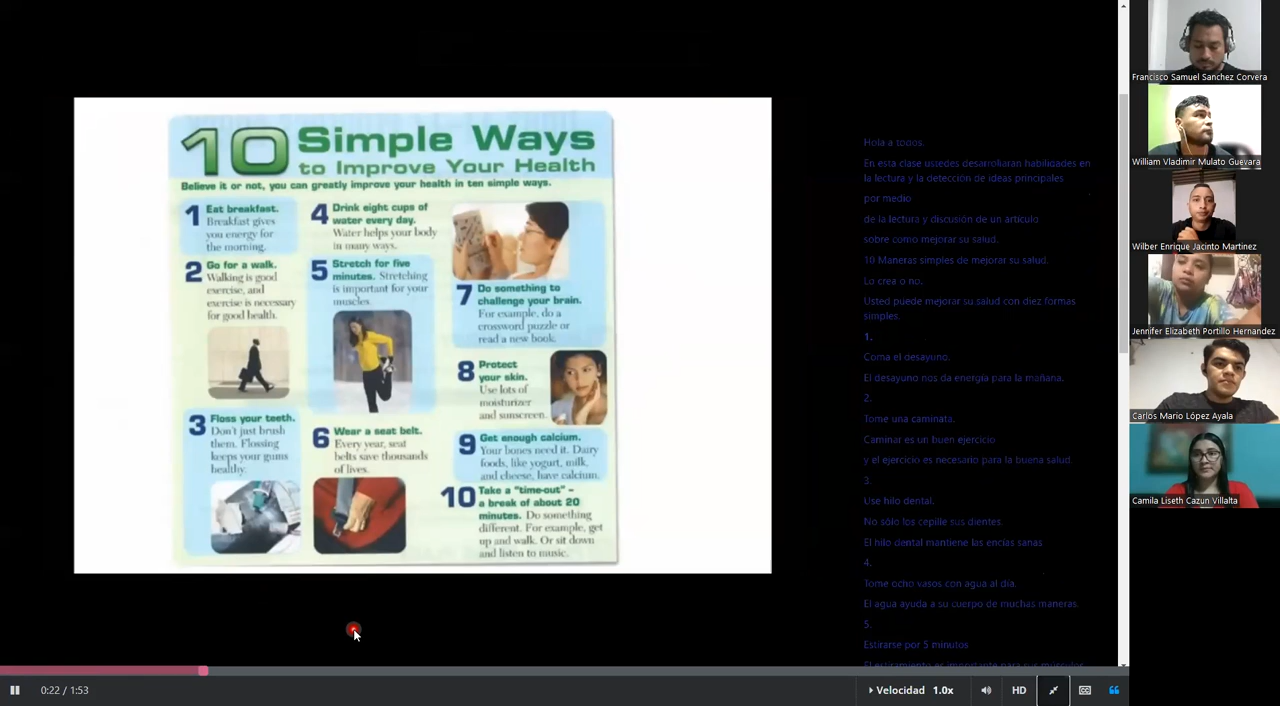 10 Simple Ways
to Improve Your Health
Believe it or not, you can greatly improve your health in ten simple ways.
1 Eat breakfast.
Breakfast gives
you energy for
the morning.
2 Go for a walk.
Walking is good
exercise, and
exercise is necessary
for good health.
3 Floss your teeth.
Don't just brush
them. Flossing
keeps your gums
healthy.
4 Drink eight cups of
water every day.
Water helps your body
in many ways.
5 Stretch for five
minutes. Stretching
is important for your
muscles.
6 Wear a seat belt.
Every year, seat
belts save thousands
of lives.
7 Do something to
challenge your brain.
For example, do a
crossword puzzle or
read a new book.
8 Protect
your skin.
Use lots of
moisturizer
and sunscreen.
9 Get enough calcium.
Your bones need it. Dairy
foods, like yogurt, milk,
and cheese, have calcium.
10 Take a "time-out" –
a break of about 20
minutes. Do something
different. For example, get
up and walk. Or sit down
and listen to music.
Hola a todos.
En esta clase ustedes desarrollaran habilidades en
la lectura y la detección de ideas principales
por medio
de la lectura y discusión de un artículo
sobre como mejorar su salud.
10 Maneras simples de mejorar su salud.
Lo crea o no,
Usted puede mejorar su salud con diez formas
simples.
1.
Coma el desayuno.
El desayuno nos da energía para la mañana.
2.
Tome una caminata.
Caminar es un buen ejercicio
y el ejercicio es necesario para la buena salud.
3.
Use hilo dental.
No sólo los cepille sus dientes.
El hilo dental mantiene las encías sanas
4.
Tome ocho vasos con agua al día.
El agua ayuda a su cuerpo de muchas maneras.
5.
Estirarse por 5 minutos
El estiramiento es importante para sus músculos
Francisco Samuel Sanchez Corvera
William Vladimir Mulato Guevara
Wilber Enrique Jacinto Martinez
Jennifer Elizabeth Portillo Hernandez
Carlos Mario López Ayala
Camila Liseth Cazun Villalta
0:22 / 1:53
Velocidad 1.0x
HD
CC